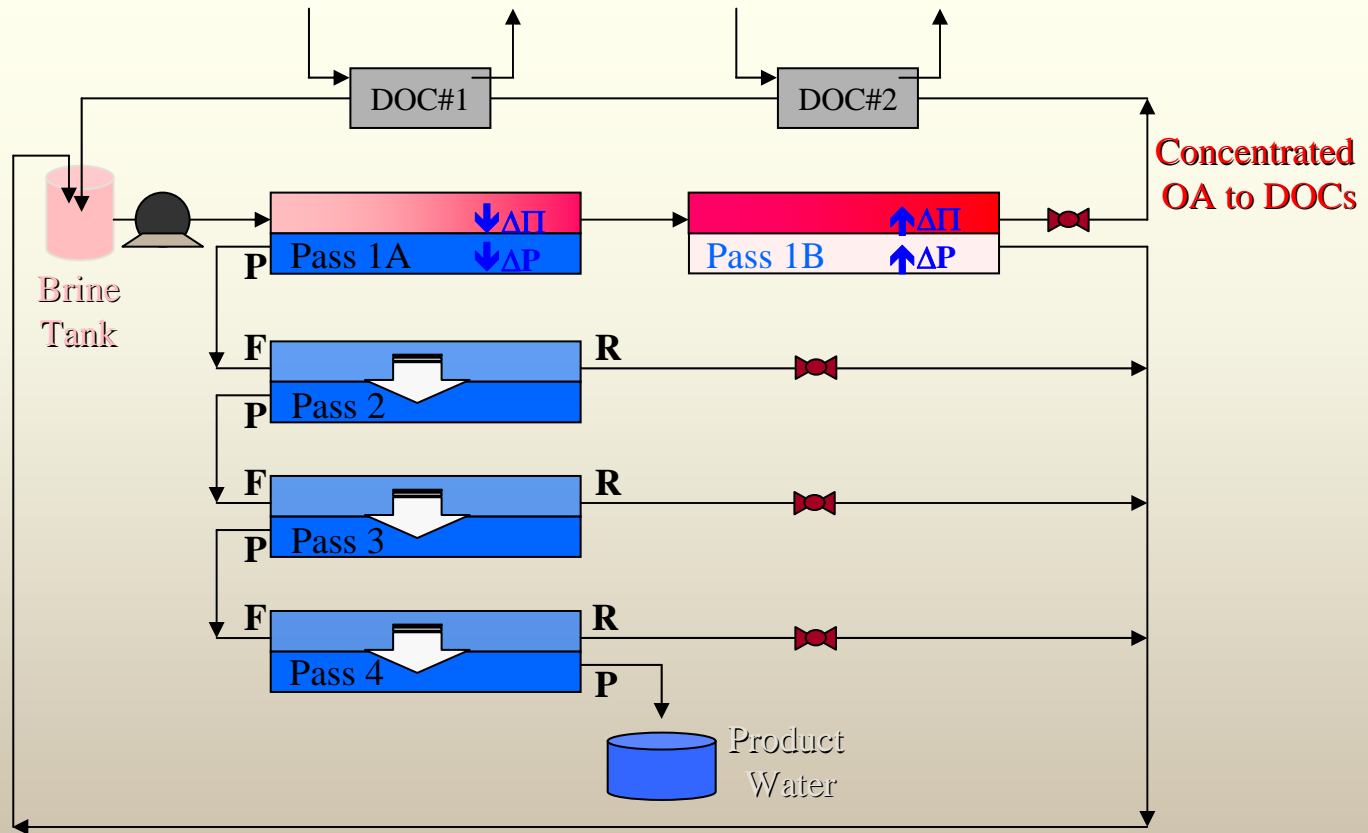 DOC#1
DOC#2
Concentrated
OA to DOCs
ΔΠ
ΔΠ
Pass 1A
ΔP
Pass 1B
ΔP
P
Brine
Tank
F
R
Pass 2
P
F
R
Pass 3
P
F
R
Pass 4
P
Product
Water